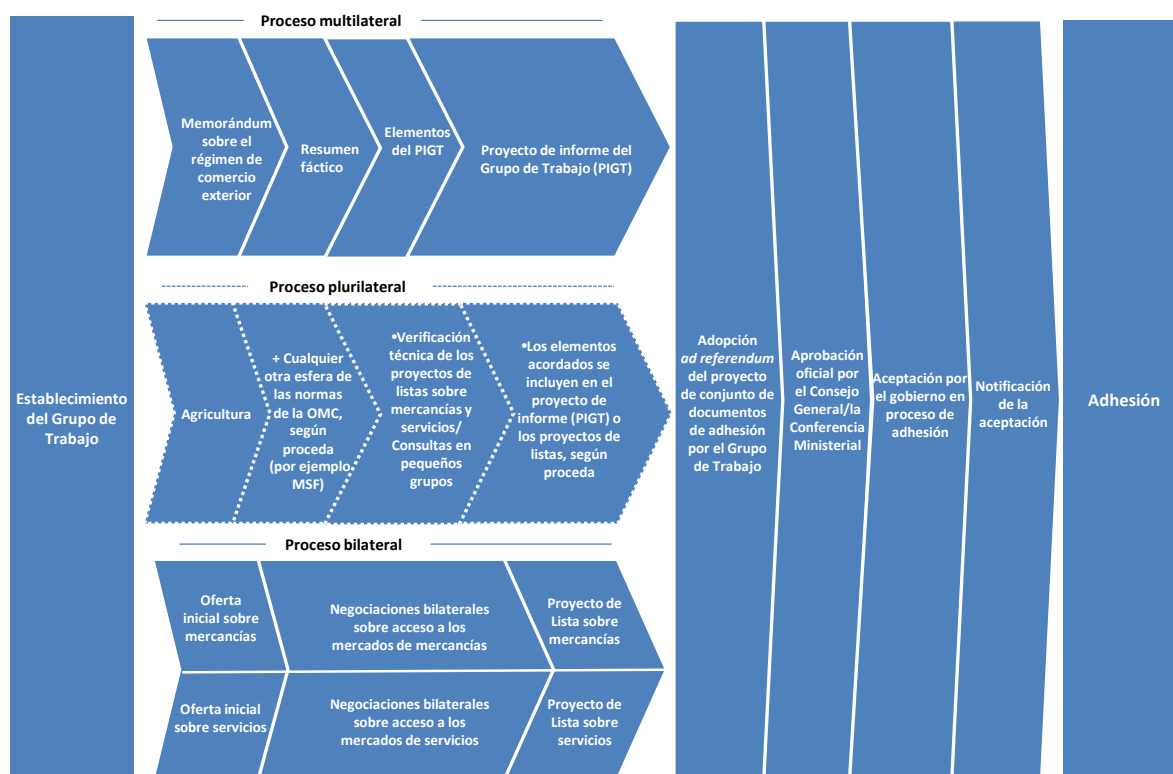 Establecimiento
del Grupo de
Trabajo
Proceso multilateral
Memorándum
sobre el
régimen de
comercio
exterior
Resumen
fáctico
Elementos
del PIGT
Proyecto de informe del
Grupo de Trabajo (PIGT)
Proceso plurilateral
Agricultura
+ Cualquier
otra esfera de
las normas
de la OMC,
según
proceda
(por ejemplo
MSF)
•Verificación
técnica de los
proyectos de
listas sobre
mercancías y
servicios/
Consultas en
pequeños
grupos
•Los elementos
acordados se
incluyen en el
proyecto de
informe (PIGT) o
los proyectos de
listas, según
proceda
Proceso bilateral
Oferta
inicial sobre
mercancías
Negociaciones bilaterales
sobre acceso a los
mercados de mercancías
Proyecto de
Lista sobre
mercancías
Oferta inicial
sobre servicios
Negociaciones bilaterales
sobre acceso a los
mercados de servicios
Proyecto de
Lista sobre
servicios
Adopción
ad referendum
del proyecto
de conjunto de
documentos
de adhesión
por el Grupo
de Trabajo
Aprobación
oficial por
el Consejo
General/la
Conferencia
Ministerial
Aceptación por
el gobierno en
proceso de
adhesión
Notificación
de la
aceptación
Adhesión